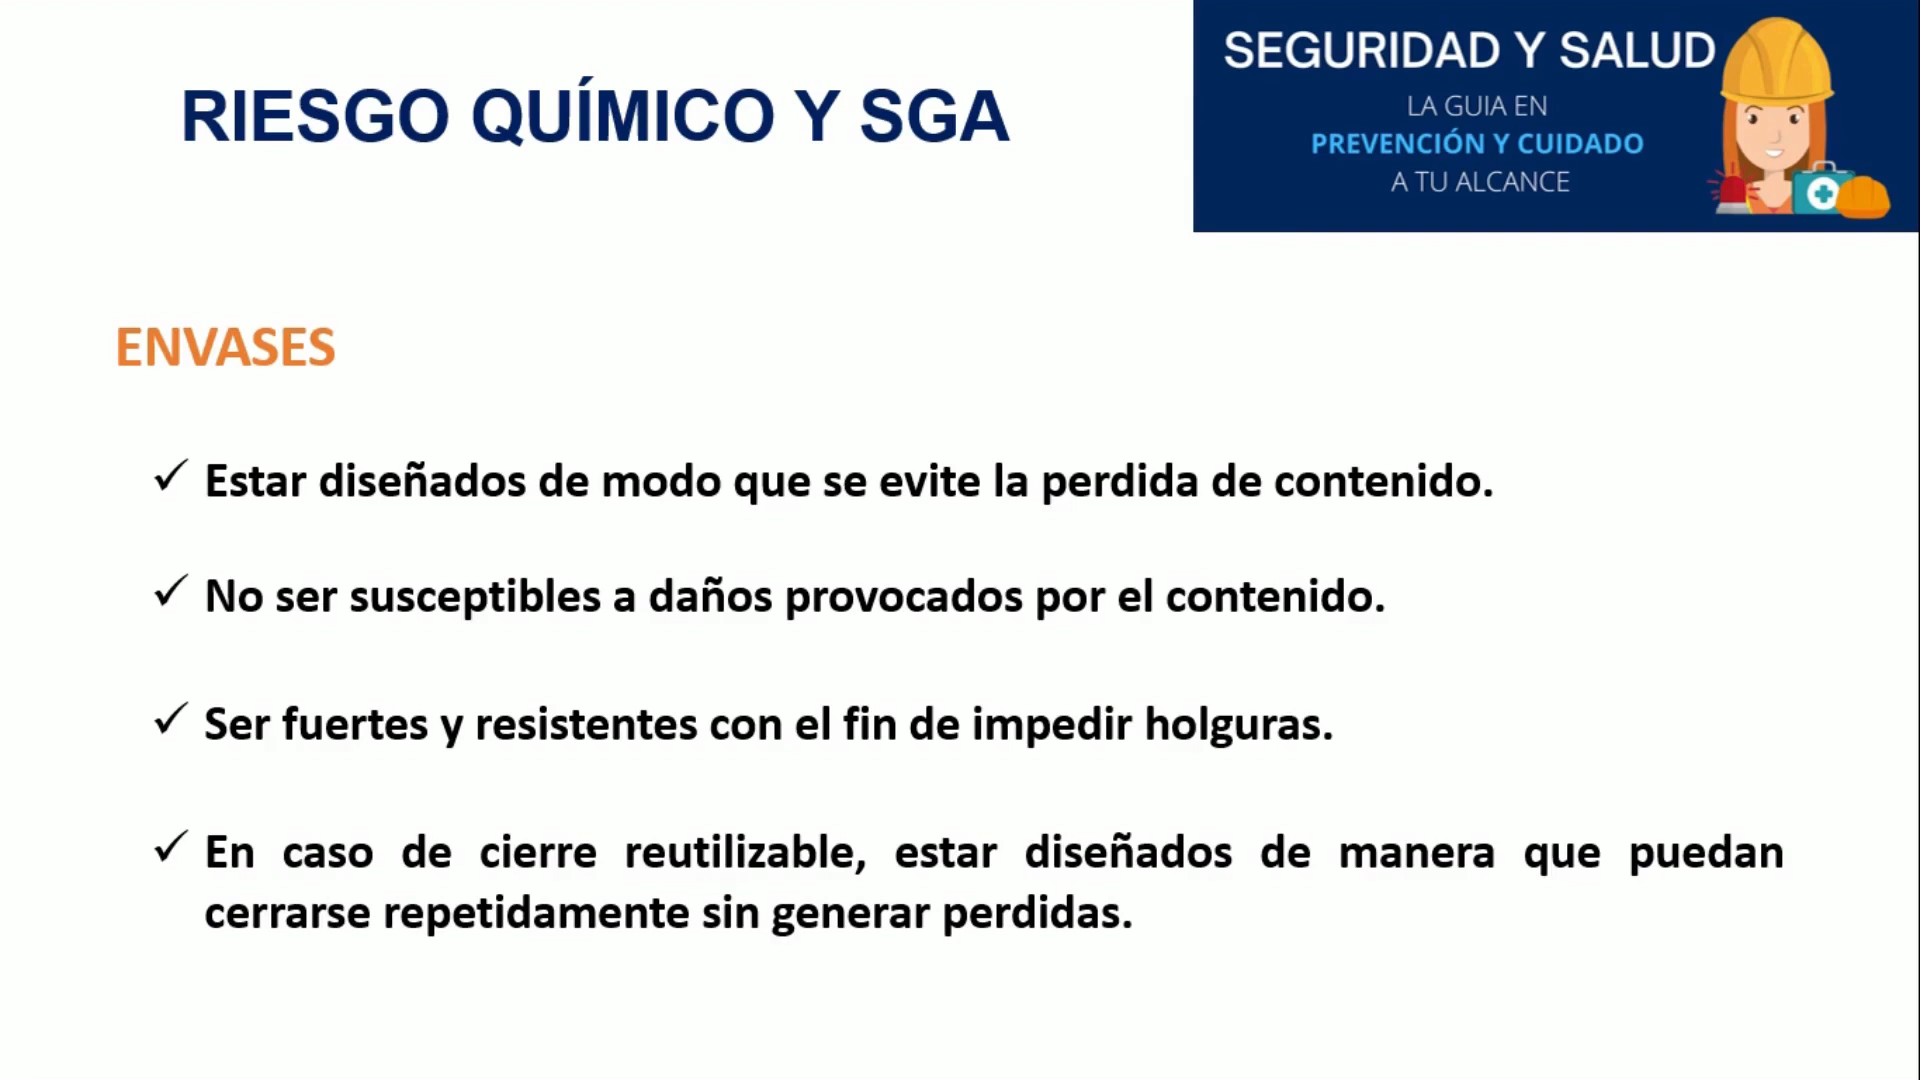 RIESGO QUÍMICO Y SGA
SEGURIDAD Y SALUD
LA GUIA EN
PREVENCIÓN Y CUIDADO
A TU ALCANCE
ENVASES
✓ Estar diseñados de modo que se evite la perdida de contenido.
✓ No ser susceptibles a daños provocados por el contenido.
✓ Ser fuertes y resistentes con el fin de impedir holguras.
✓ En caso de cierre reutilizable, estar diseñados de manera que puedan
cerrarse repetidamente sin generar perdidas.